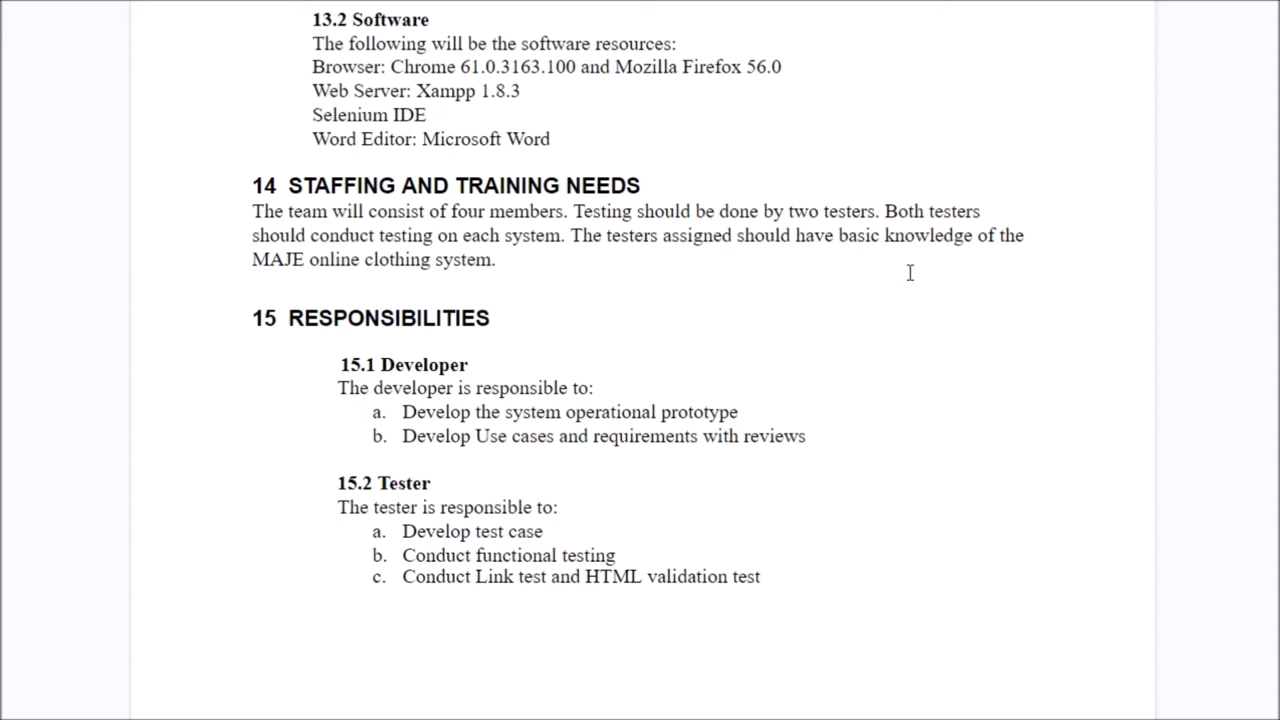 13.2 Software
The following will be the software resources:
Browser: Chrome 61.0.3163.100 and Mozilla Firefox 56.0
Web Server: Xampp 1.8.3
Selenium IDE
Word Editor: Microsoft Word
14 STAFFING AND TRAINING NEEDS
The team will consist of four members. Testing should be done by two testers. Both testers
should conduct testing on each system. The testers assigned should have basic knowledge of the
MAJE online clothing system.
15 RESPONSIBILITIES
15.1 Developer
The developer is responsible to:
a. Develop the system operational prototype
b. Develop Use cases and requirements with reviews
15.2 Tester
The tester is responsible to:
a. Develop test case
b. Conduct functional testing
c. Conduct Link test and HTML validation test